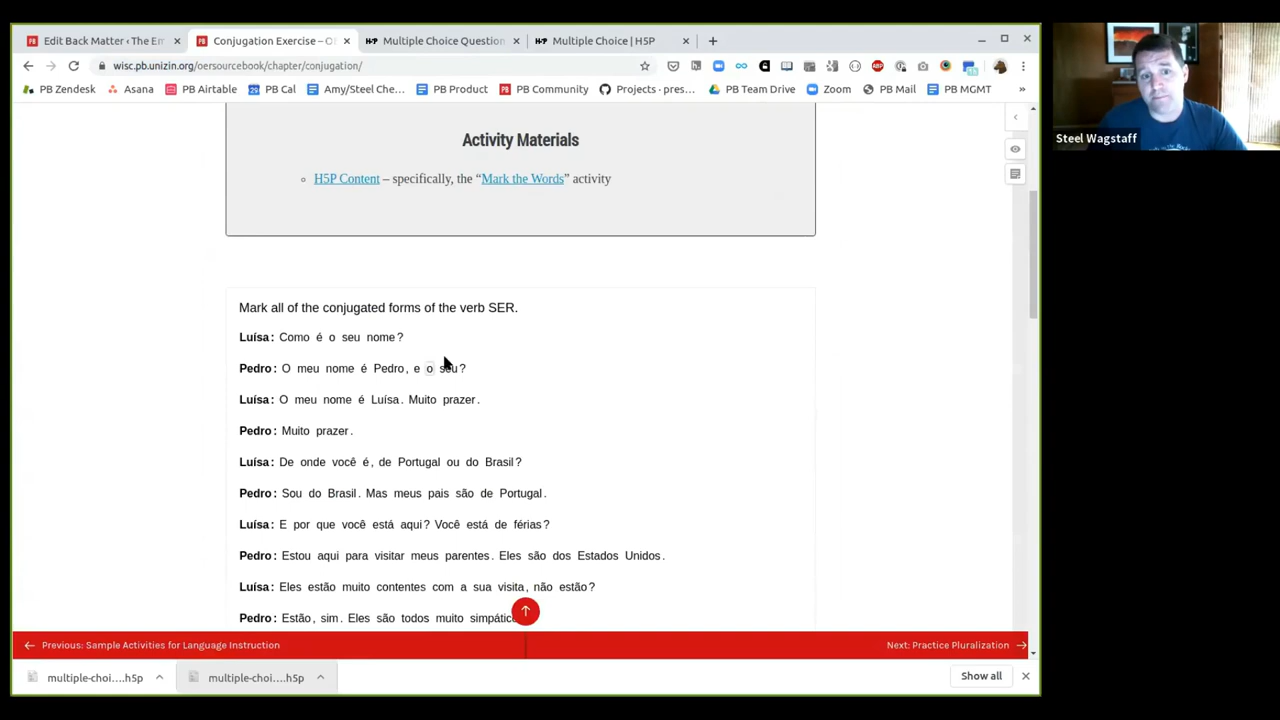 Edit Back Matter ‹ The Em
Conjugation Exercise – O
Multiple Choice Question
Multiple Choice | H5P
wisc.pb.unizin.org/oersourcebook/chapter/conjugation/
PB Zendesk
Asana
PB Airtable
PB Cal
Amy/Steel Che...
PB Product
PB Community
Projects · pres...
PB Team Drive
Zoom
PB Mail
PB MGMT
Steel Wagstaff
Activity Materials
H5P Content – specifically, the “Mark the Words” activity
Mark all of the conjugated forms of the verb SER.
Luísa: Como é o seu nome?
Pedro: O meu nome é Pedro, e o seu?
Luísa: O meu nome é Luísa. Muito prazer.
Pedro: Muito prazer.
Luísa: De onde você é, de Portugal ou do Brasil?
Pedro: Sou do Brasil. Mas meus pais são de Portugal.
Luísa: E por que você está aqui? Você está de férias?
Pedro: Estou aqui para visitar meus parentes. Eles são dos Estados Unidos.
Luísa: Eles estão muito contentes com a sua visita, não estão?
Pedro: Estão, sim. Eles são todos muito
← Previous: Sample Activities for Language Instruction
Next: Practice Pluralization →
multiple-choi....h5p
multiple-choi....h5p
Show all